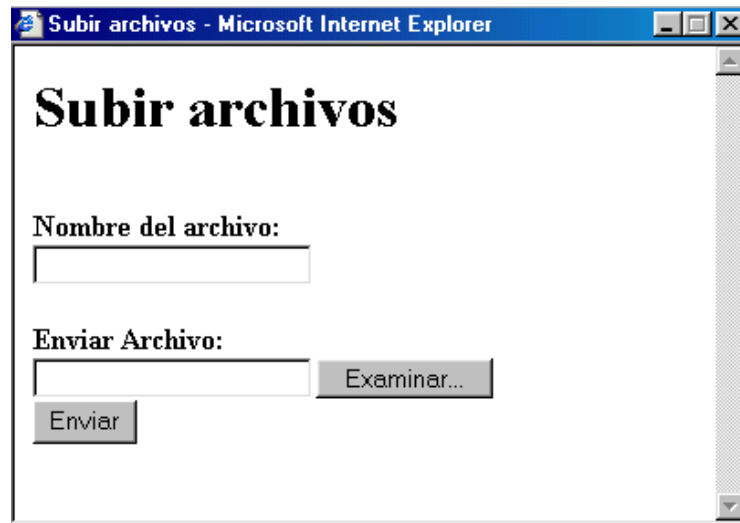 Subir archivos - Microsoft Internet Explorer
Subir archivos
Nombre del archivo:
Enviar Archivo:
Examinar...
Enviar